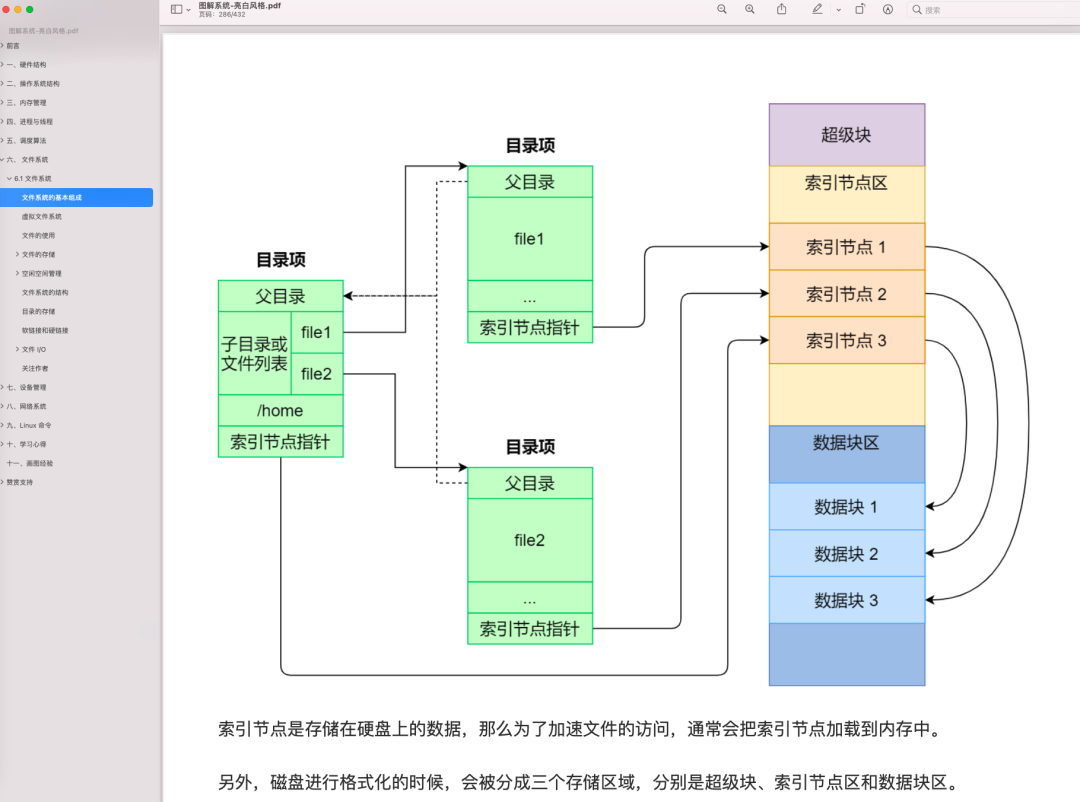 图解系统-亮白风格.pdf
页码：286/432
搜索
图解系统-亮白风格.pdf
前言
一、硬件结构
二、操作系统结构
三、内存管理
四、进程与线程
五、调度算法
六、文件系统
6.1 文件系统
文件系统的基本组成
虚拟文件系统
文件的使用
文件的存储
空闲空间管理
文件系统的结构
目录的存储
软链接和硬链接
文件 I/O
关注作者
七、设备管理
八、网络系统
九、Linux 命令
十、学习心得
十一、画图经验
赞赏支持
目录项
父目录
子目录或
文件列表
file1
file2
/home
索引节点指针
目录项
父目录
file1
...
索引节点指针
目录项
父目录
file2
...
索引节点指针
超级块
索引节点区
索引节点 1
索引节点 2
索引节点 3
数据块区
数据块 1
数据块 2
数据块 3
索引节点是存储在硬盘上的数据，那么为了加速文件的访问，通常会把索引节点加载到内存中。
另外，磁盘进行格式化的时候，会被分成三个存储区域，分别是超级块、索引节点区和数据块区。